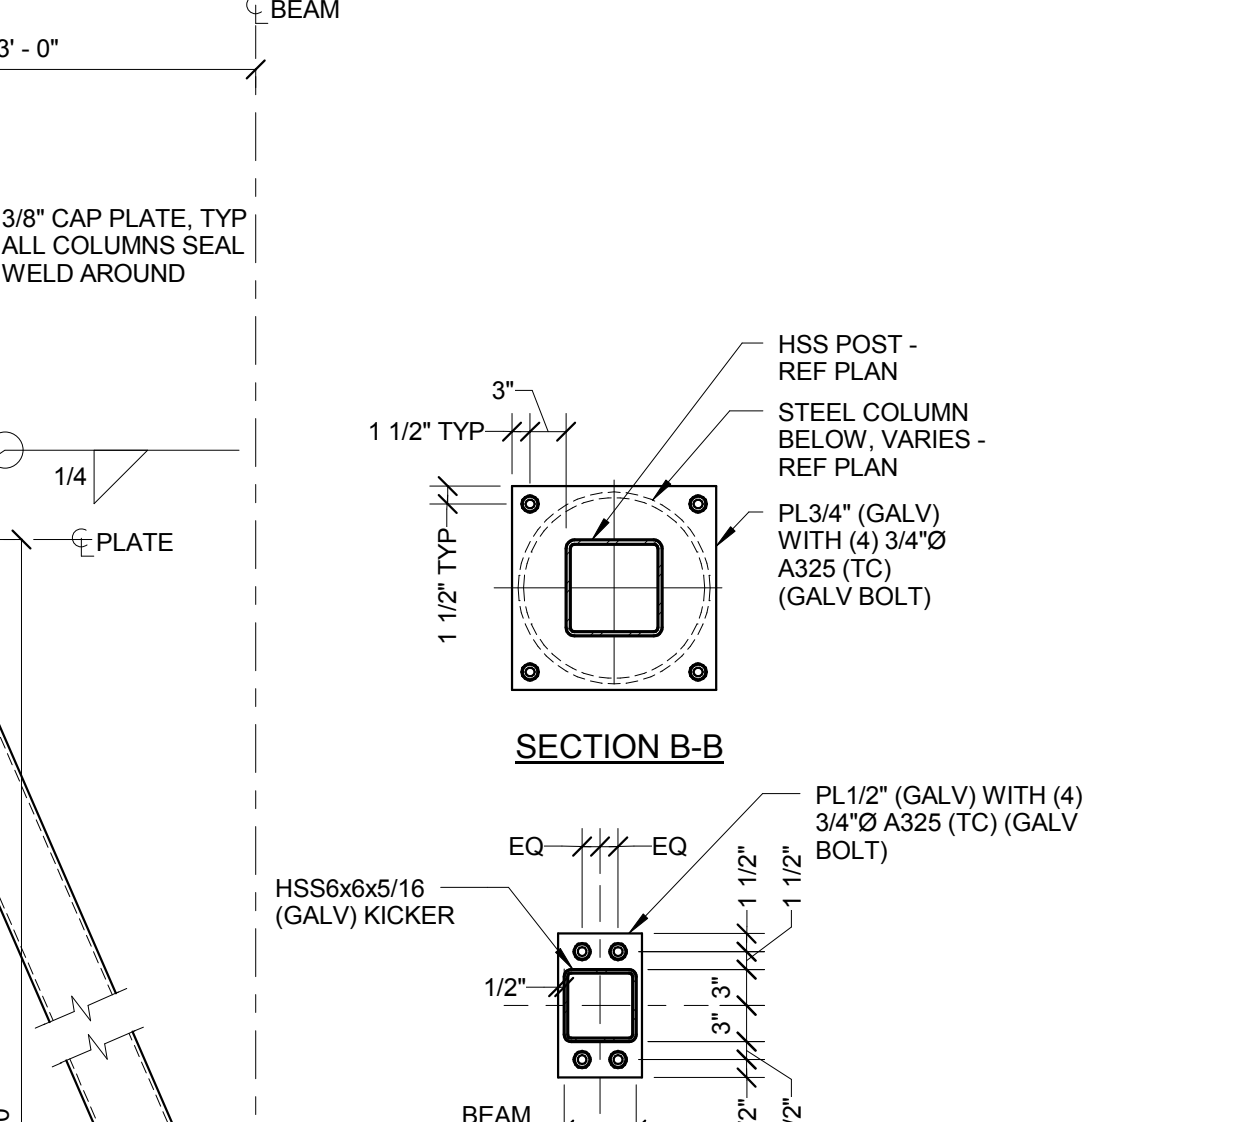 ℄ BEAM
3' - 0"
3/8" CAP PLATE, TYP
ALL COLUMNS SEAL
WELD AROUND
1/4
℄ PLATE
HSS POST -
REF PLAN
STEEL COLUMN
BELOW, VARIES -
REF PLAN
PL3/4" (GALV)
WITH (4) 3/4"Ø
A325 (TC)
(GALV BOLT)
3"
1 1/2" TYP
1 1/2" TYP
SECTION B-B
PL1/2" (GALV) WITH (4)
3/4"Ø A325 (TC) (GALV
BOLT)
EQ
EQ
HSS6x6x5/16
(GALV) KICKER
1 1/2"
1 1/2"
1/2"
3"
3"
BEAM
/2"
/2"